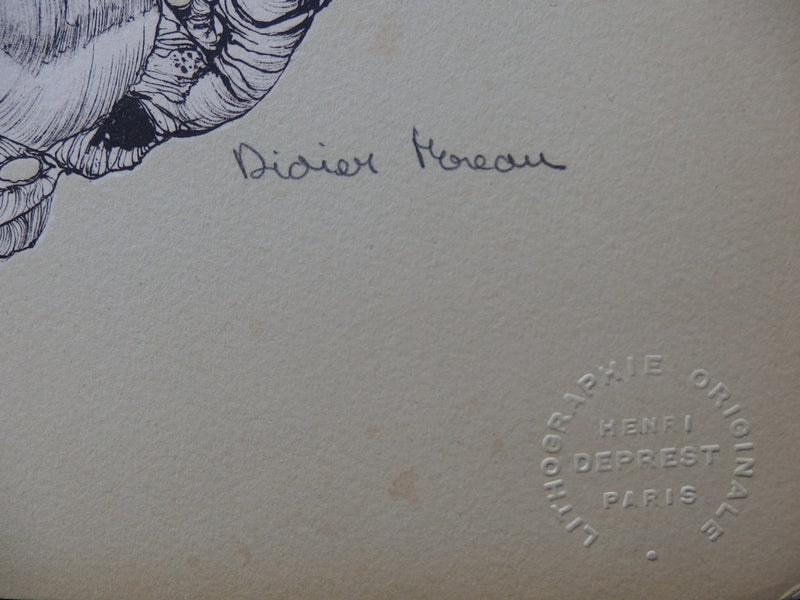 Didier Moreau
LITHOGRAPHIE ORIGINALE
HENRI
DEPREST
PARIS